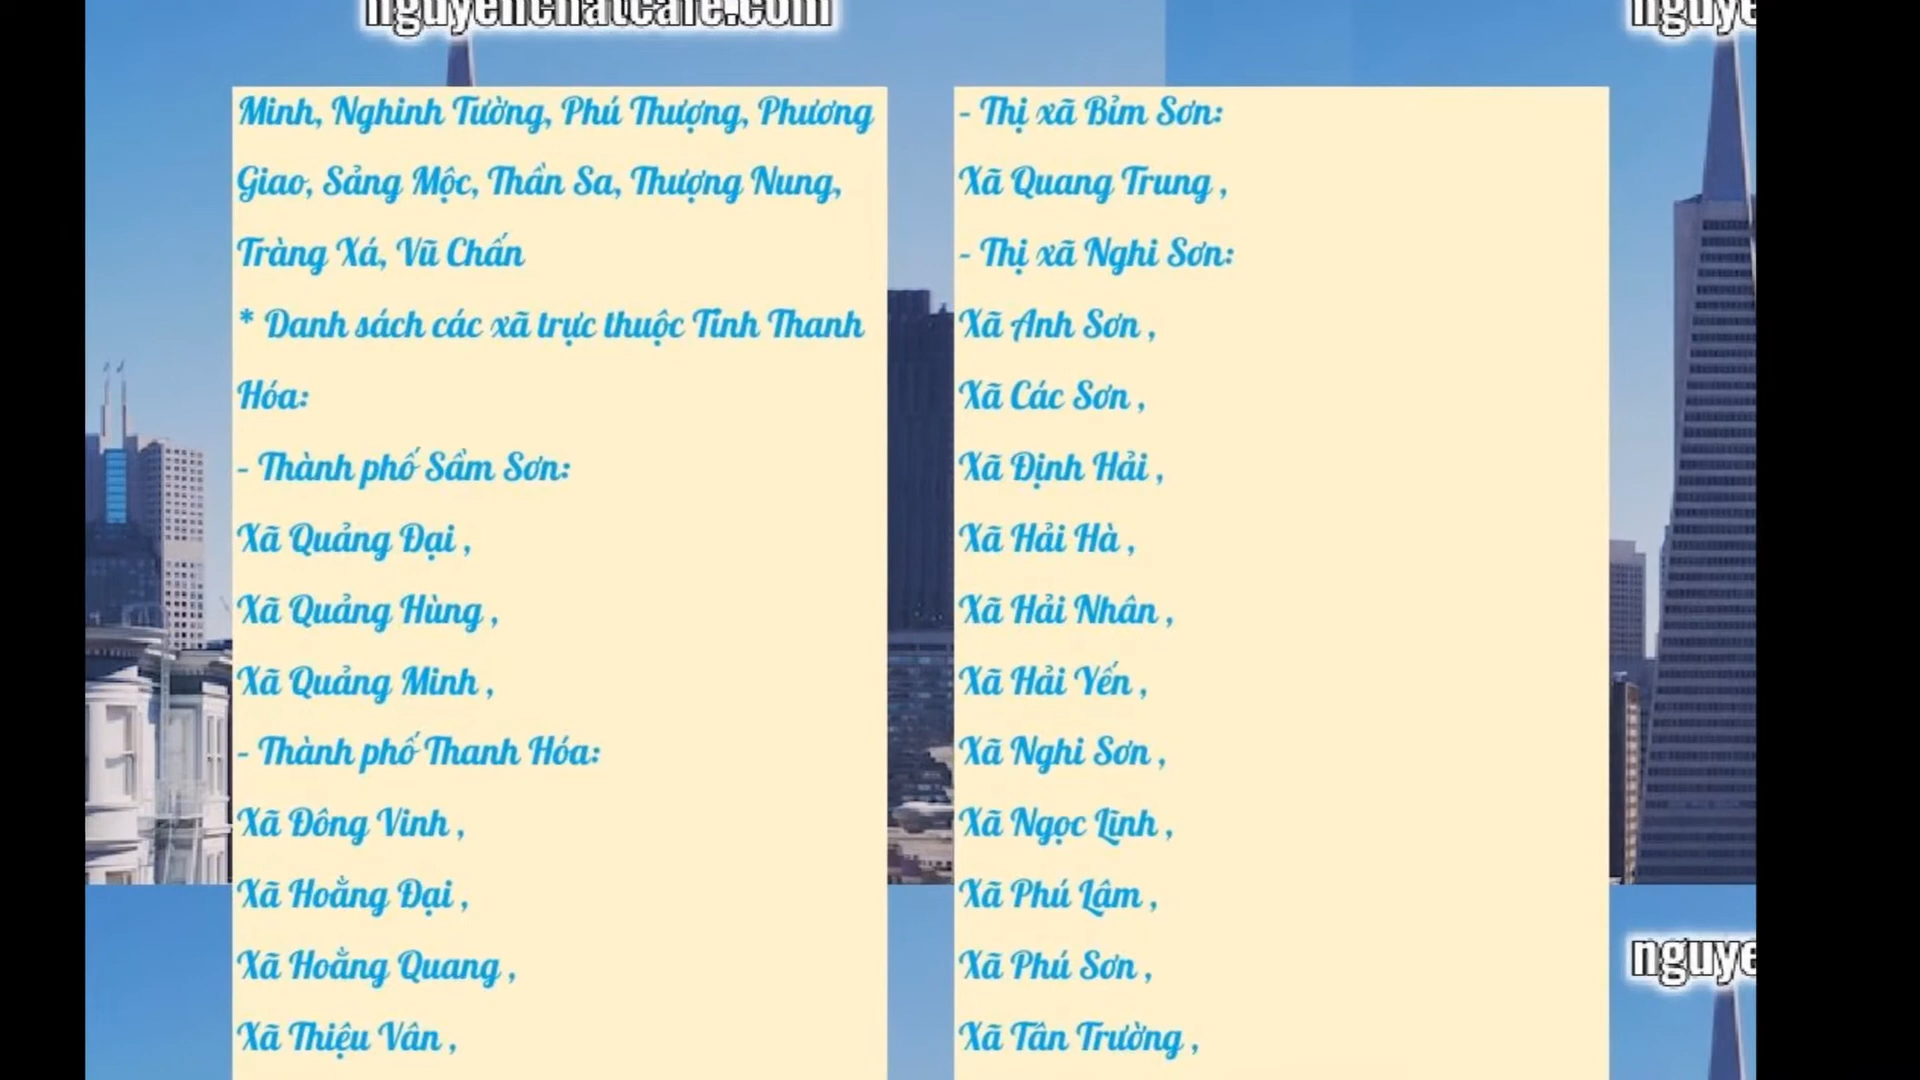 nguyenchatcafe.com
Minh, Nghinh Tường, Phú Thượng, Phương
Giao, Sảng Mộc, Thần Sa, Thượng Nung,
Tràng Xá, Vũ Chấn
* Danh sách các xã trực thuộc Tỉnh Thanh
Hóa:
- Thành phố Sầm Sơn:
Xã Quảng Đại ,
Xã Quảng Hùng ,
Xã Quảng Minh ,
- Thành phố Thanh Hóa:
Xã Đông Vinh ,
Xã Hoằng Đại ,
Xã Hoằng Quang ,
Xã Thiệu Vân ,
- Thị xã Bỉm Sơn:
Xã Quang Trung ,
- Thị xã Nghi Sơn:
Xã Anh Sơn ,
Xã Các Sơn ,
Xã Định Hải ,
Xã Hải Hà ,
Xã Hải Nhân ,
Xã Hải Yến ,
Xã Nghi Sơn ,
Xã Ngọc Lĩnh ,
Xã Phú Lâm ,
Xã Phú Sơn ,
Xã Tân Trường ,
nguye
nguye